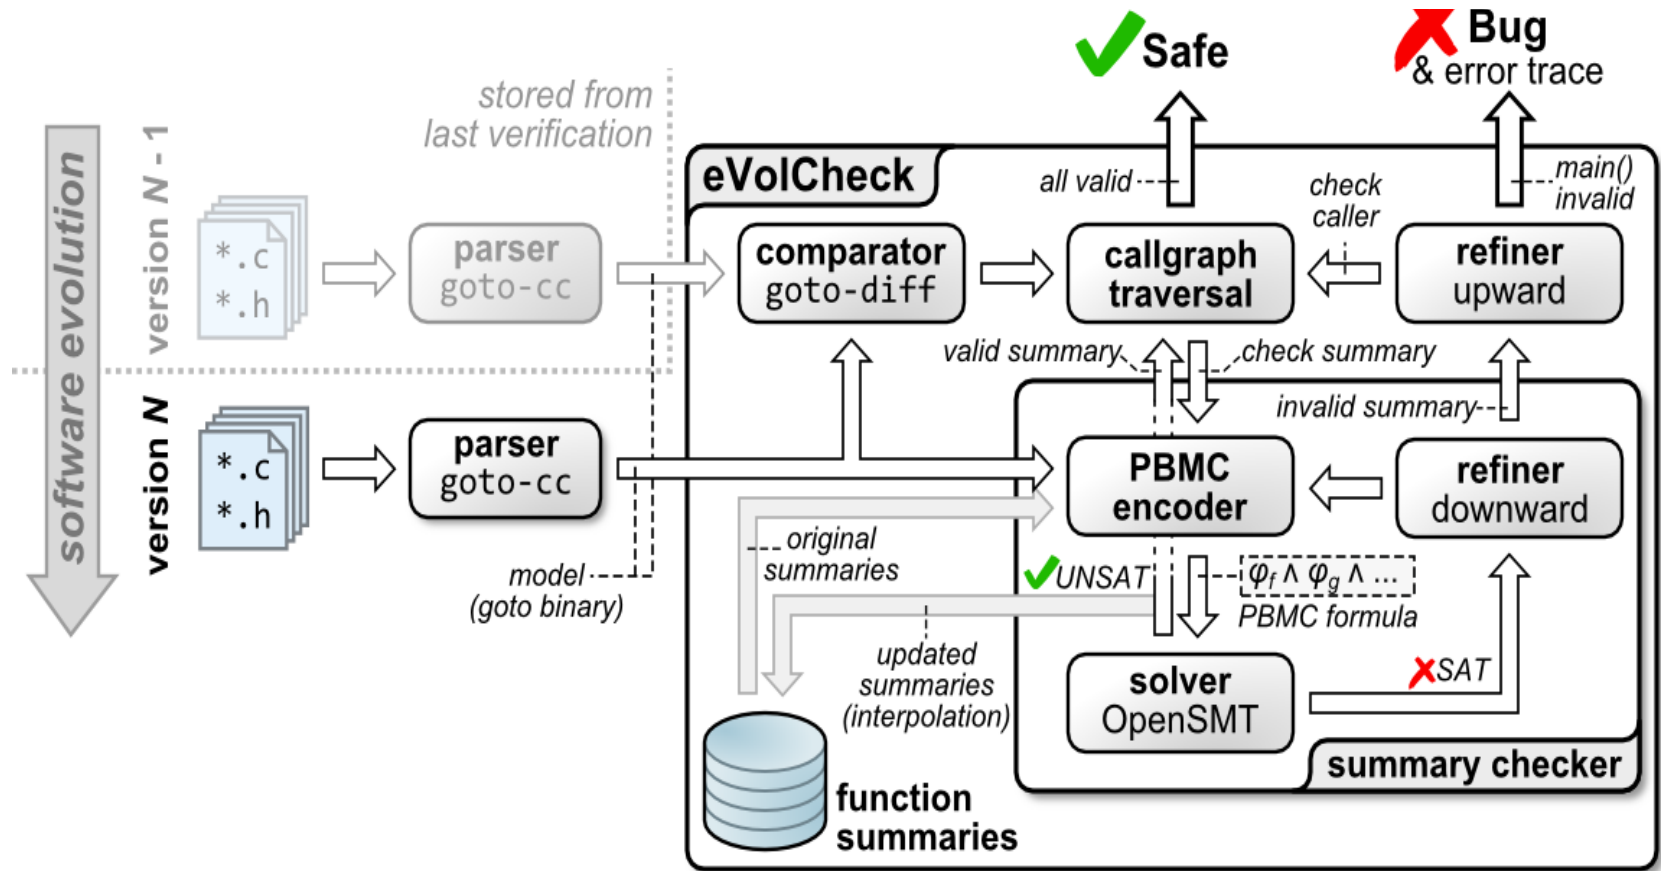 Safe
Bug
& error trace
stored from
last verification
software evolution
version N - 1
*.c
*.h
parser
goto-cc
eVolCheck
all valid
check
caller
main()
invalid
comparator
goto-diff
callgraph
traversal
refiner
upward
valid summary
check summary
invalid summary
version N
*.c
*.h
parser
goto-cc
PBMC
encoder
refiner
downward
model
(goto binary)
original
summaries
UNSAT
φf ∧ φg ∧ ...
PBMC formula
updated
summaries
(interpolation)
solver
OpenSMT
SAT
summary checker
function
summaries